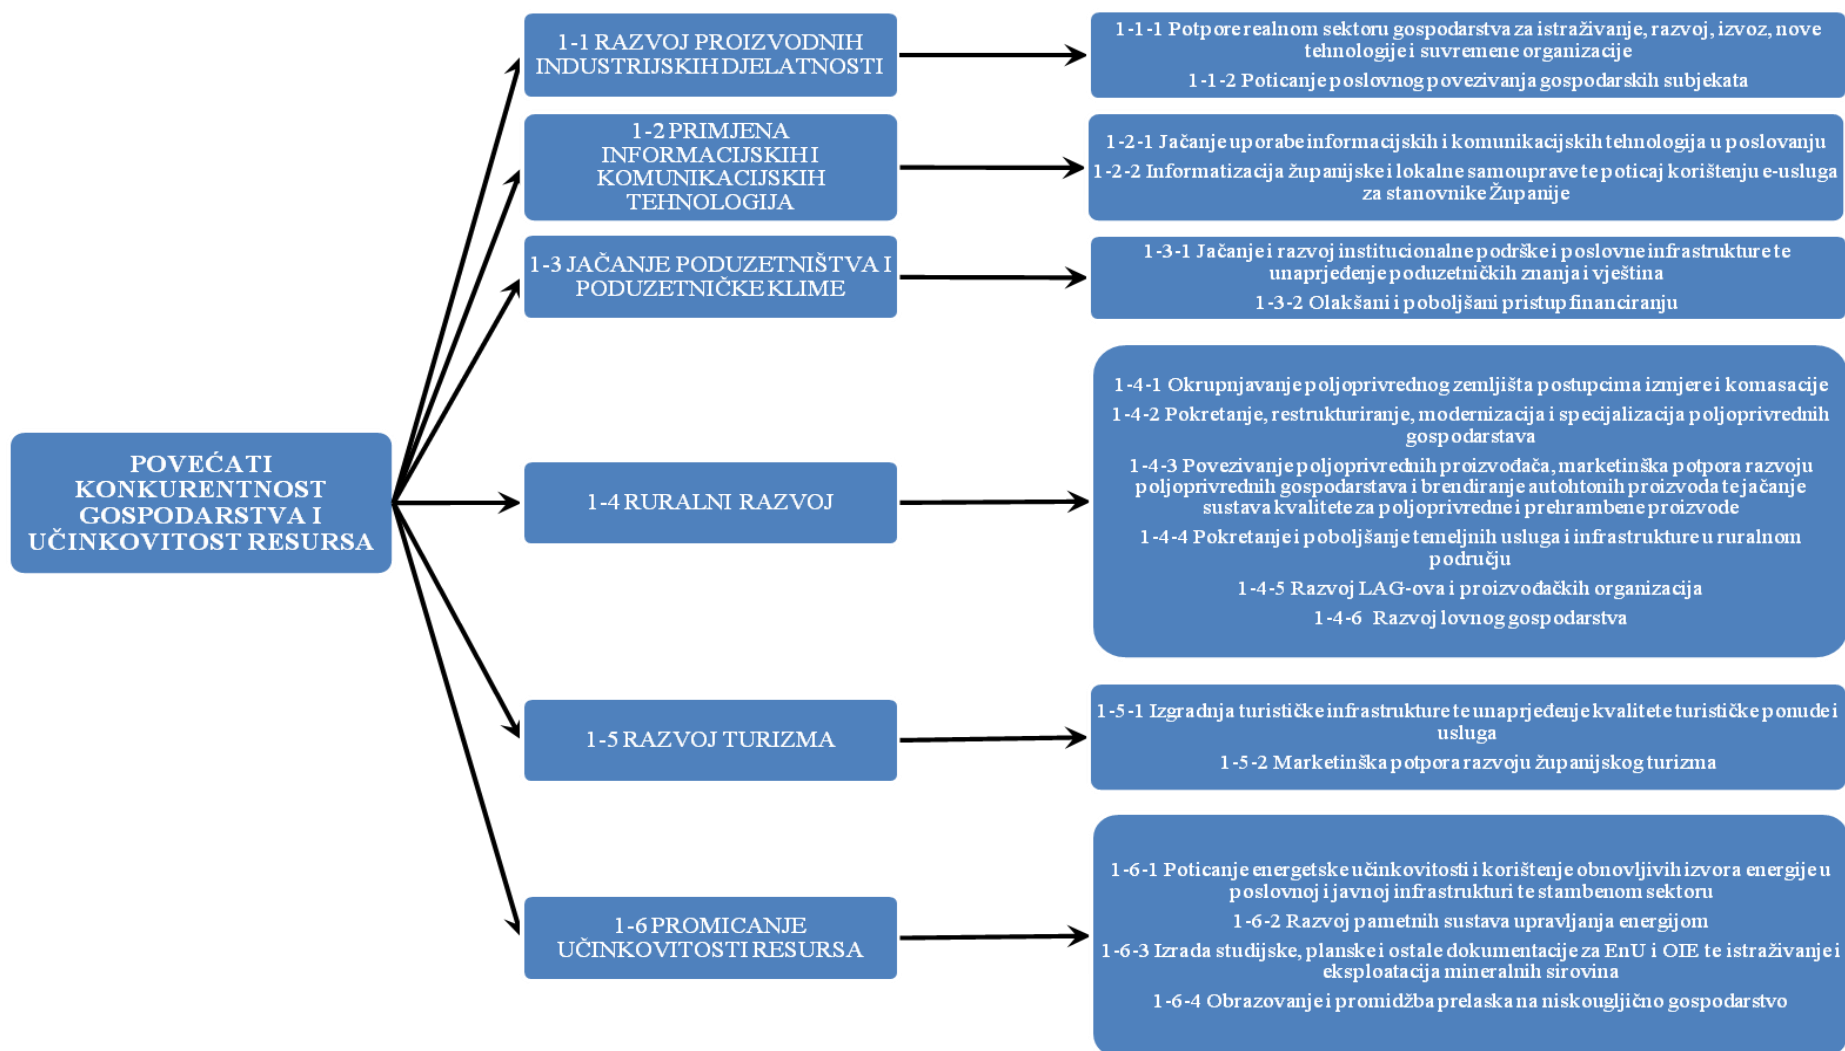 POVEĆATI
KONKURENTNOST
GOSPODARSTVA I
UČINKOVITOST RESURSA
1-1 RAZVOJ PROIZVODNIH
INDUSTRIJSKIH DJELATNOSTI
1-1-1 Potpore realnom sektoru gospodarstva za istraživanje, razvoj, izvoz, nove
tehnologije i suvremene organizacije
1-1-2 Poticanje poslovnog povezivanja gospodarskih subjekata
1-2 PRIMJENA
INFORMACIJSKIH I
KOMUNIKACIJSKIH
TEHNOLOGIJA
1-2-1 Jačanje uporabe informacijskih i komunikacijskih tehnologija u poslovanju
1-2-2 Informatizacija županijske i lokalne samouprave te poticaj korištenju e-usluga
za stanovnike Županije
1-3 JAČANJE PODUZETNIŠTVA I
PODUZETNIČKE KLIME
1-3-1 Jačanje i razvoj institucionalne podrške i poslovne infrastrukture te
unaprjeđenje poduzetničkih znanja i vještina
1-3-2 Olakšani i poboljšani pristup financiranju
1-4 RURALNI RAZVOJ
1-4-1 Okrupnjavanje poljoprivrednog zemljišta postupcima izmjere i komasacije
1-4-2 Pokretanje, restrukturiranje, modernizacija i specijalizacija poljoprivrednih
gospodarstava
1-4-3 Povezivanje poljoprivrednih proizvođača, marketinška potpora razvoju
poljoprivrednih gospodarstava i brendiranje autohtonih proizvoda te jačanje
sustava kvalitete za poljoprivredne i prehrambene proizvode
1-4-4 Pokretanje i poboljšanje temeljnih usluga i infrastrukture u ruralnom
području
1-4-5 Razvoj LAG-ova i proizvođačkih organizacija
1-4-6 Razvoj lovnog gospodarstva
1-5 RAZVOJ TURIZMA
1-5-1 Izgradnja turističke infrastrukture te unaprjeđenje kvalitete turističke ponude i
usluga
1-5-2 Marketinška potpora razvoju županijskog turizma
1-6 PROMICANJE
UČINKOVITOSTI RESURSA
1-6-1 Poticanje energetske učinkovitosti i korištenje obnovljivih izvora energije u
poslovnoj i javnoj infrastrukturi te stambenom sektoru
1-6-2 Razvoj pametnih sustava upravljanja energijom
1-6-3 Izrada studijske, planske i ostale dokumentacije za EnU i OIE te istraživanje i
eksploatacija mineralnih sirovina
1-6-4 Obrazovanje i promidžba prelaska na niskougljično gospodarstvo